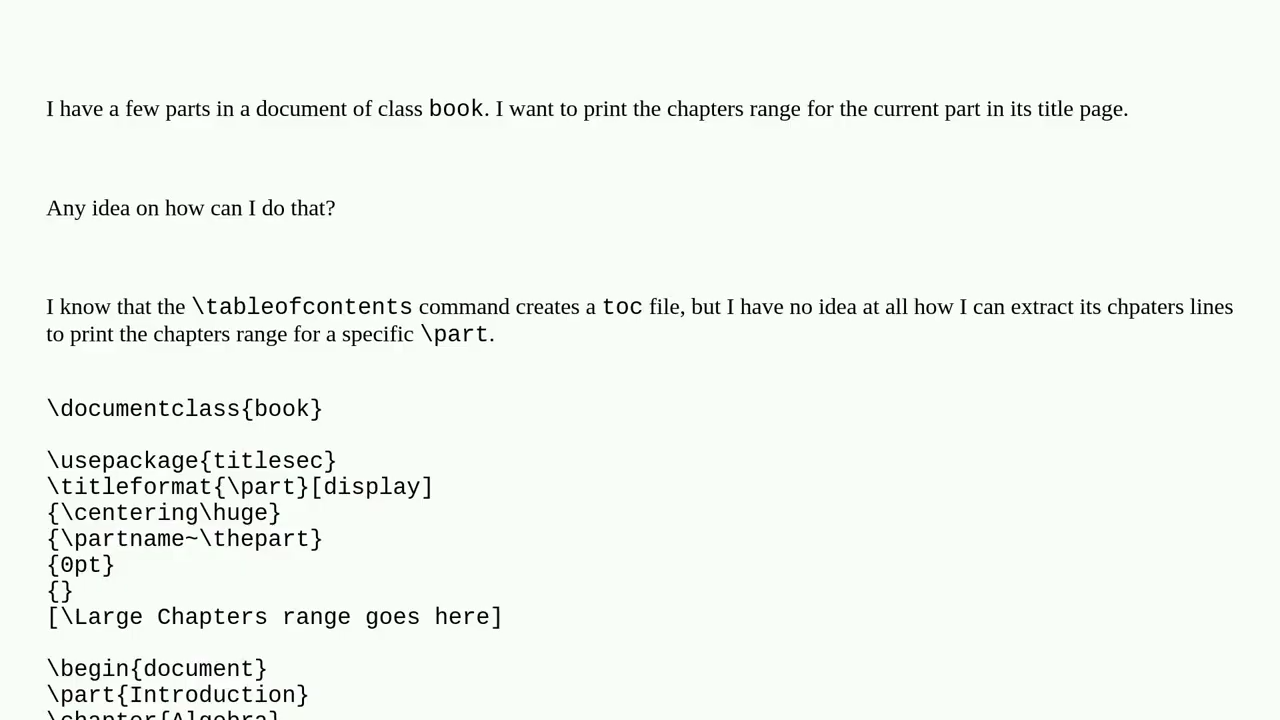 I have a few parts in a document of class book. I want to print the chapters range for the current part in its title page.
Any idea on how can I do that?
I know that the \tableofcontents command creates a toc file, but I have no idea at all how I can extract its chpaters lines
to print the chapters range for a specific \part.
\documentclass{book}
\usepackage{titlesec}
\titleformat{\part}[display]
{\centering\huge}
{\partname~\thepart}
{0pt}
{}
[\Large Chapters range goes here]
\begin{document}
\part{Introduction}
\chapter{Algebra}